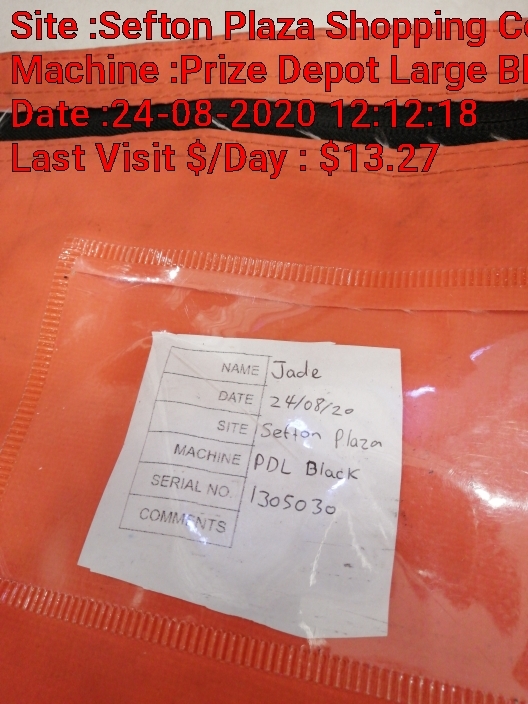 Site :Sefton Plaza Shopping Ce
Machine :Prize Depot Large Bl
Date :24-08-2020 12:12:18
Last Visit $/Day : $13.27
NAME Jade
DATE 24/08/20
SITE Sefton Plaza
MACHINE PDL Black
SERIAL NO. 1305030
COMMENTS